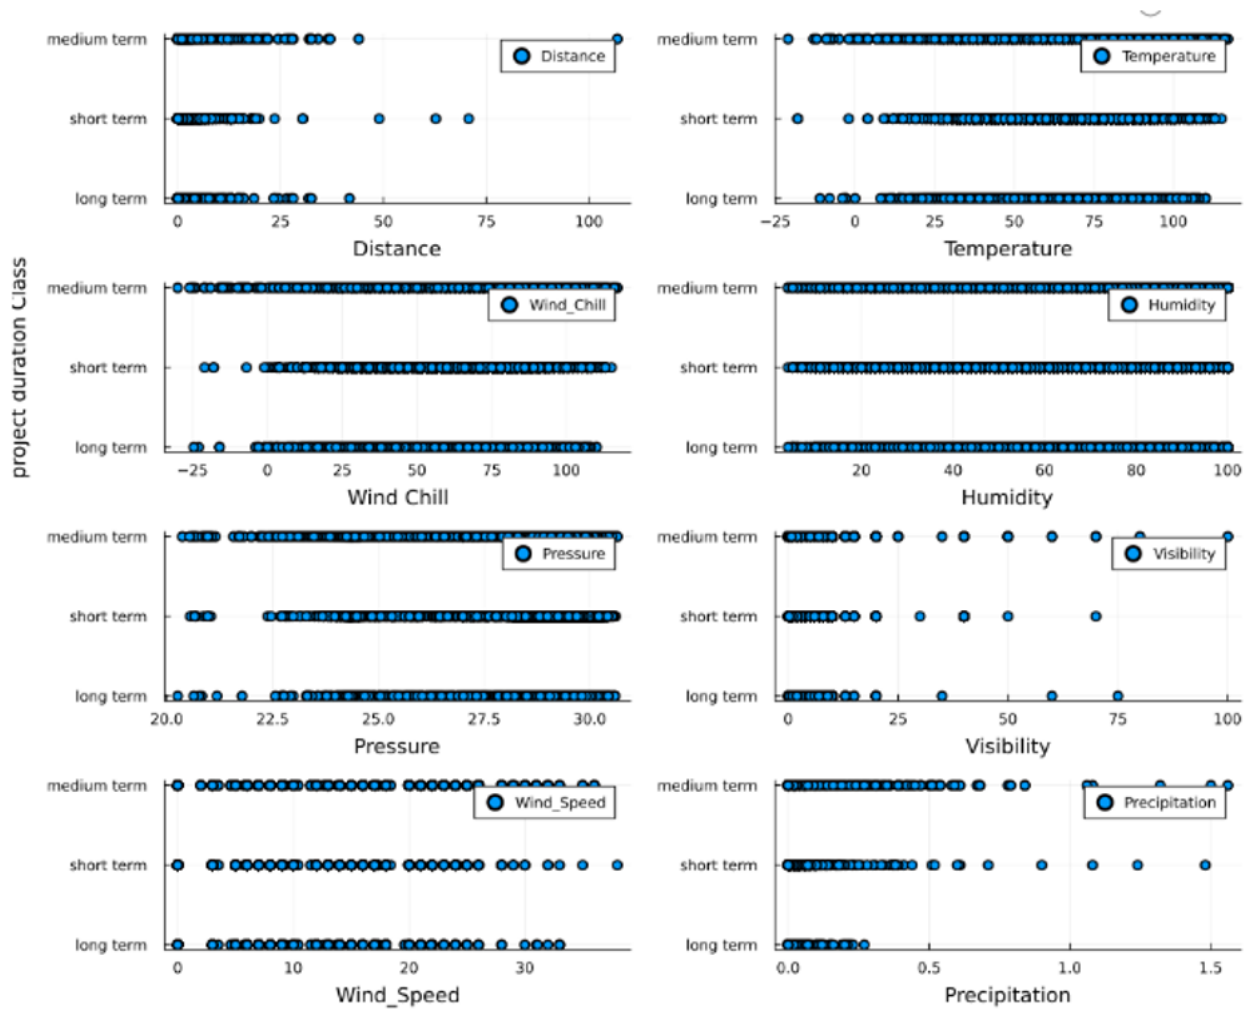 project duration Class
medium term
short term
long term
Distance
0 25 50 75 100
Distance
medium term
short term
long term
Temperature
−25 0 25 50 75 100
Temperature
medium term
short term
long term
Wind_Chill
−25 0 25 50 75 100
Wind Chill
medium term
short term
long term
Humidity
20 40 60 80 100
Humidity
medium term
short term
long term
Pressure
20.0 22.5 25.0 27.5 30.0
Pressure
medium term
short term
long term
Visibility
0 25 50 75 100
Visibility
medium term
short term
long term
Wind_Speed
0 10 20 30
Wind_Speed
medium term
short term
long term
Precipitation
0.0 0.5 1.0 1.5
Precipitation